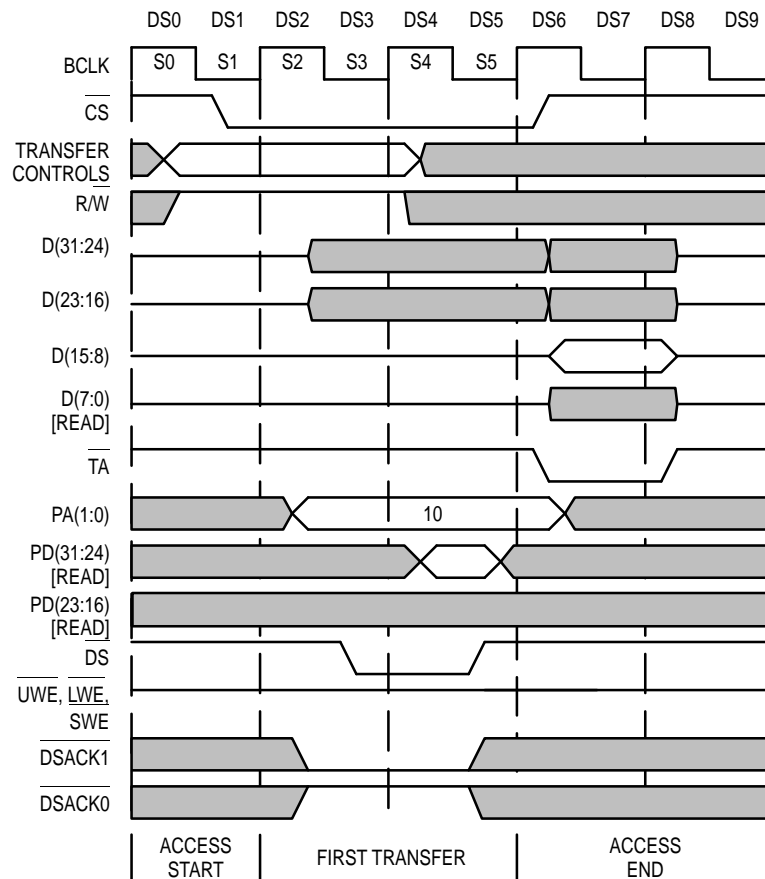 DS0 DS1 DS2 DS3 DS4 DS5 DS6 DS7 DS8 DS9
BCLK S0 S1 S2 S3 S4 S5
CS
TRANSFER
CONTROLS
R/W
D(31:24)
D(23:16)
D(15:8)
D(7:0)
[READ]
TA
PA(1:0) 10
PD(31:24)
[READ]
PD(23:16)
[READ]
DS
UWE, LWE,
SWE
DSACK1
DSACK0
ACCESS
START
FIRST TRANSFER
ACCESS
END